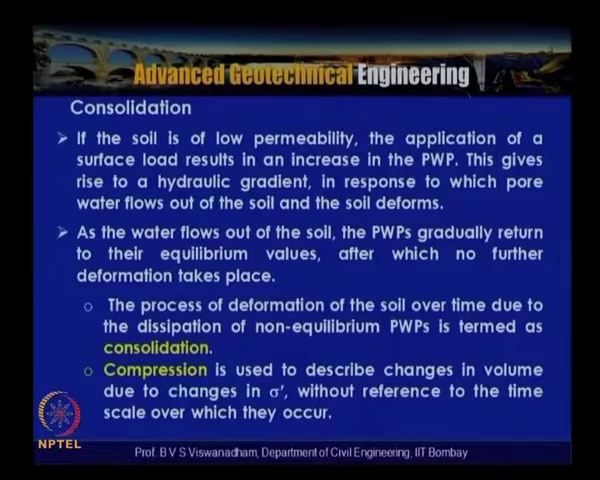 Advanced Geotechnical Engineering
Consolidation
If the soil is of low permeability, the application of a
surface load results in an increase in the PWP. This gives
rise to a hydraulic gradient, in response to which pore
water flows out of the soil and the soil deforms.
As the water flows out of the soil, the PWPs gradually return
to their equilibrium values, after which no further
deformation takes place.
The process of deformation of the soil over time due to
the dissipation of non-equilibrium PWPs is termed as
consolidation.
Compression is used to describe changes in volume
due to changes in σ′, without reference to the time
scale over which they occur.
NPTEL
Prof. B V S Viswanadham, Department of Civil Engineering, IIT Bombay